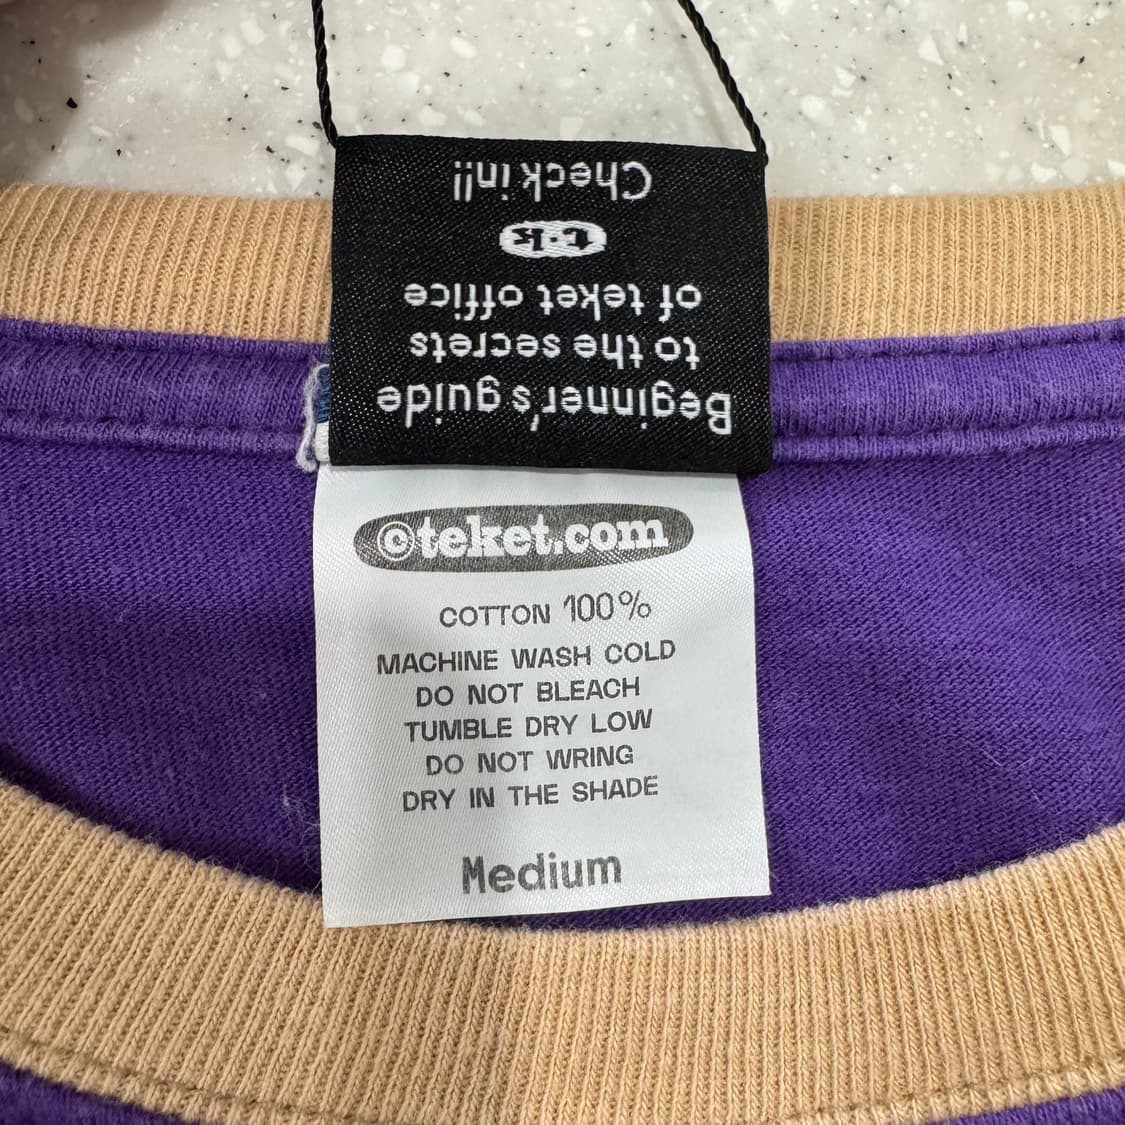 Beginner's guide
to the secrets
of teket office
t•k
Check in!!
©teket.com
COTTON 100%
MACHINE WASH COLD
DO NOT BLEACH
TUMBLE DRY LOW
DO NOT WRING
DRY IN THE SHADE
Medium